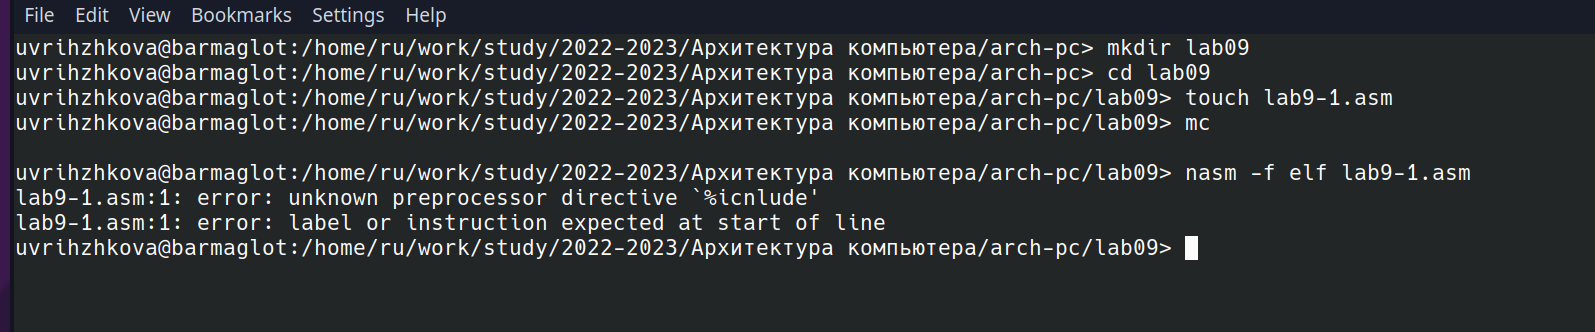 File Edit View Bookmarks Settings Help
uvrihzhkova@barmaglot:/home/ru/work/study/2022-2023/Архитектура компьютера/arch-pc> mkdir lab09
uvrihzhkova@barmaglot:/home/ru/work/study/2022-2023/Архитектура компьютера/arch-pc> cd lab09
uvrihzhkova@barmaglot:/home/ru/work/study/2022-2023/Архитектура компьютера/arch-pc/lab09> touch lab9-1.asm
uvrihzhkova@barmaglot:/home/ru/work/study/2022-2023/Архитектура компьютера/arch-pc/lab09> mc
uvrihzhkova@barmaglot:/home/ru/work/study/2022-2023/Архитектура компьютера/arch-pc/lab09> nasm -f elf lab9-1.asm
lab9-1.asm:1: error: unknown preprocessor directive `%icnlude'
lab9-1.asm:1: error: label or instruction expected at start of line
uvrihzhkova@barmaglot:/home/ru/work/study/2022-2023/Архитектура компьютера/arch-pc/lab09>